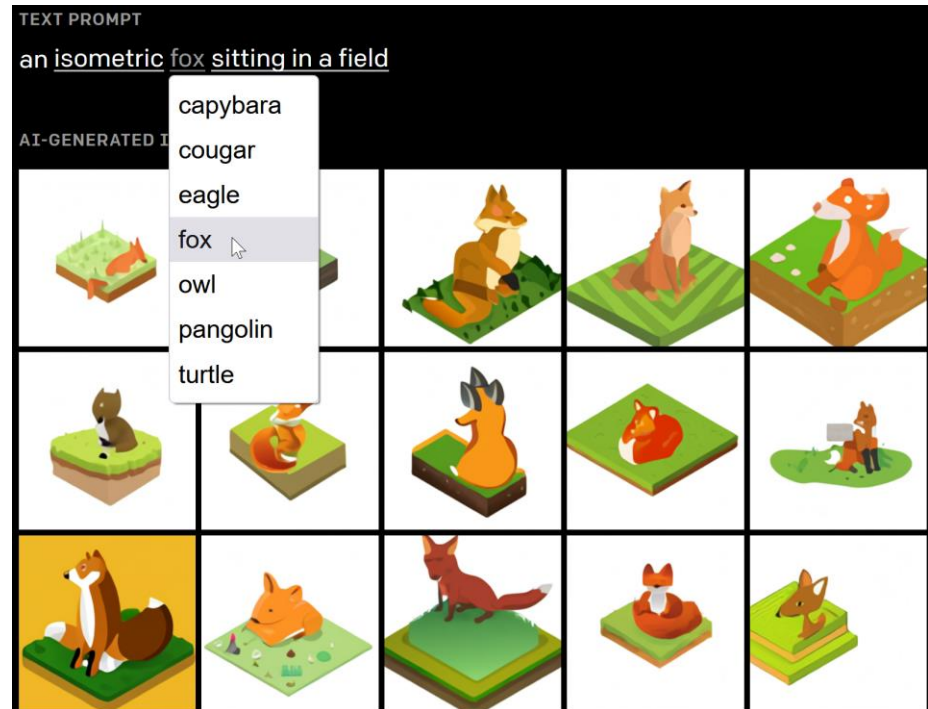 TEXT PROMPT
an isometric fox sitting in a field
capybara
cougar
AI-GENERATED I
eagle
fox
owl
pangolin
turtle